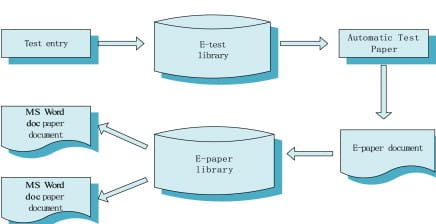 Test entry
E-test
library
Automatic Test
Paper
MS Word
doc paper
document
E-paper
library
E-paper document
MS Word
doc paper
document